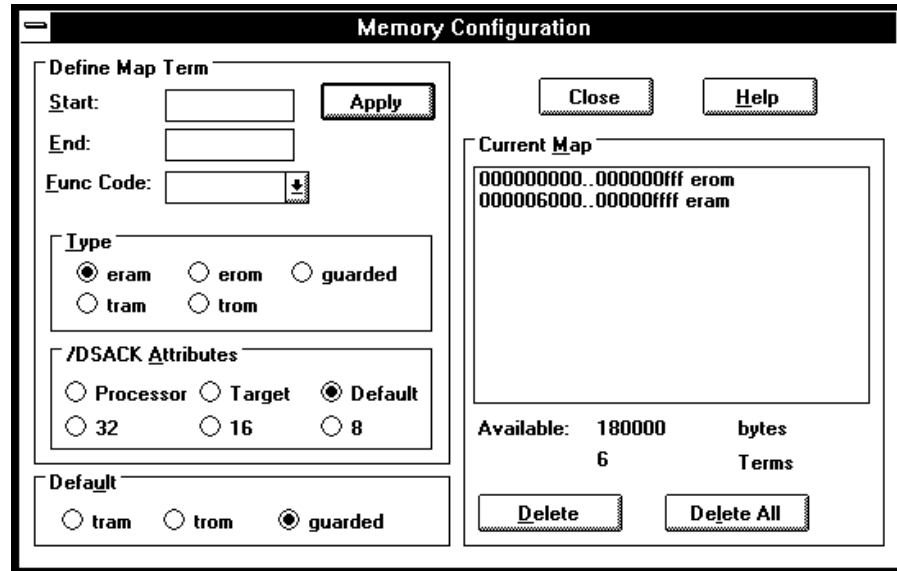 Memory Configuration
Define Map Term
Start:
Apply
End:
Func Code:
Type
eram erom guarded
tram trom
/DSACK Attributes
Processor Target Default
32 16 8
Default
tram trom guarded
Close Help
Current Map
000000000..000000fff erom
000006000..00000ffff eram
Available: 180000 bytes
6 Terms
Delete Delete All